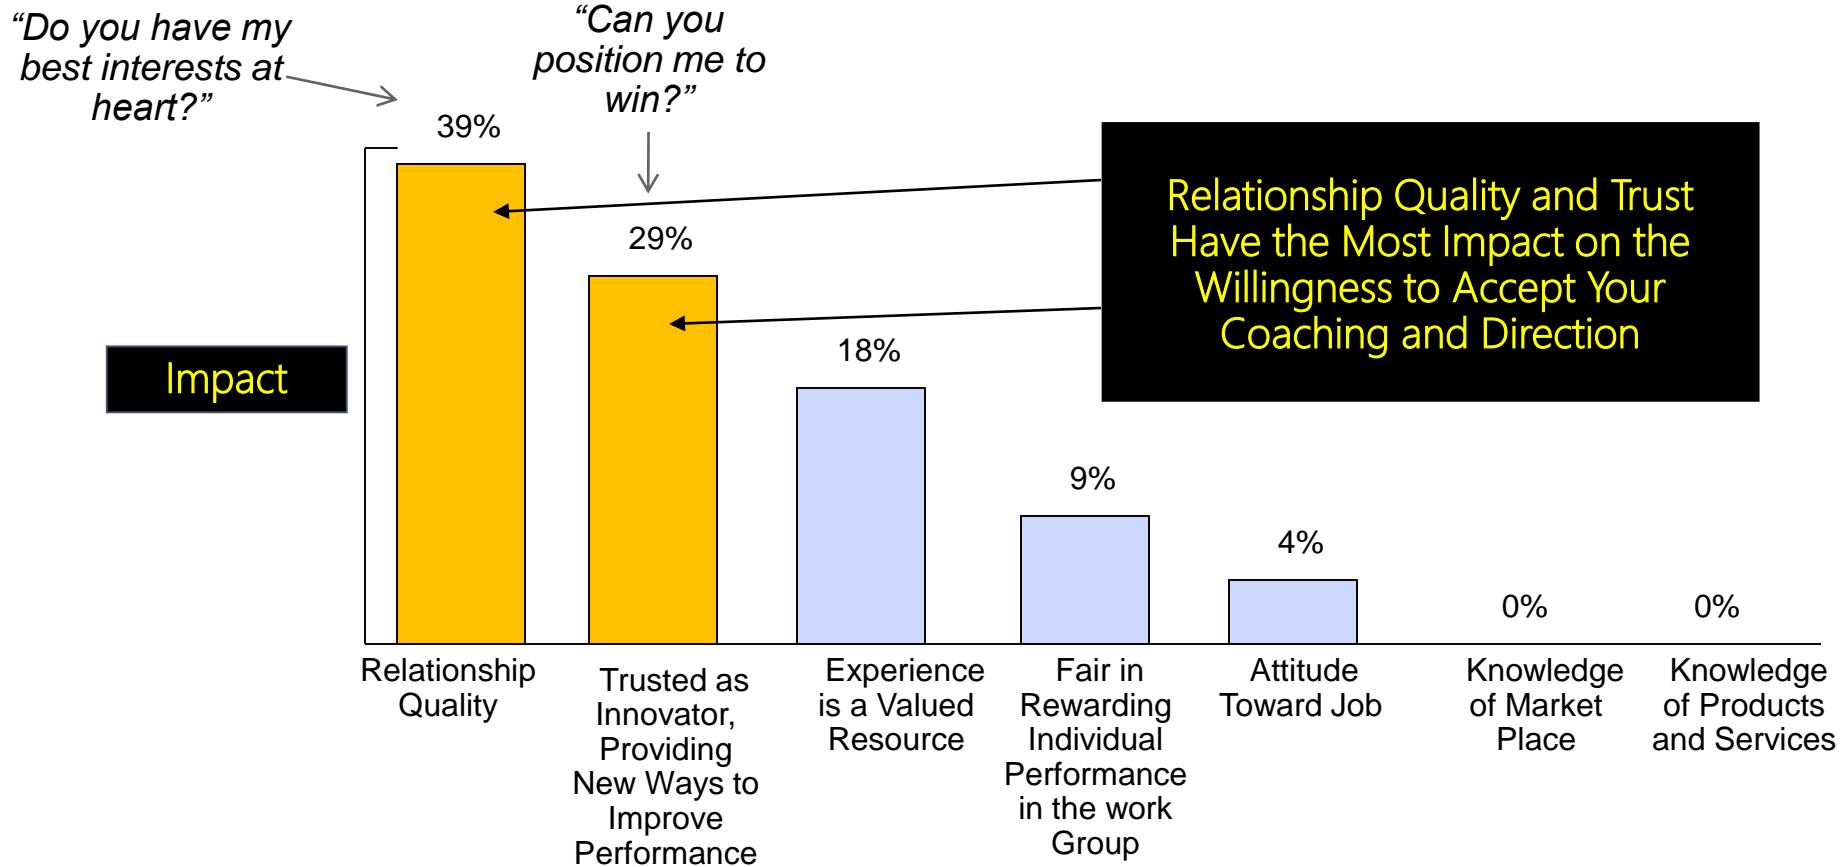 “Do you have my
best interests at
heart?”
“Can you
position me to
win?”
39%
29%
18%
9%
4%
0%
0%
Relationship Quality and Trust
Have the Most Impact on the
Willingness to Accept Your
Coaching and Direction
Impact
Relationship
Quality
Trusted as
Innovator,
Providing
New Ways to
Improve
Performance
Experience
is a Valued
Resource
Fair in
Rewarding
Individual
Performance
in the work
Group
Attitude
Toward Job
Knowledge
of Market
Place
Knowledge
of Products
and Services